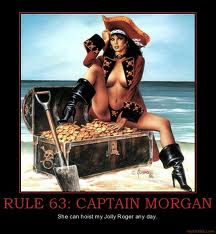 RULE 63: CAPTAIN MORGAN
She can hoist my Jolly Roger any day.